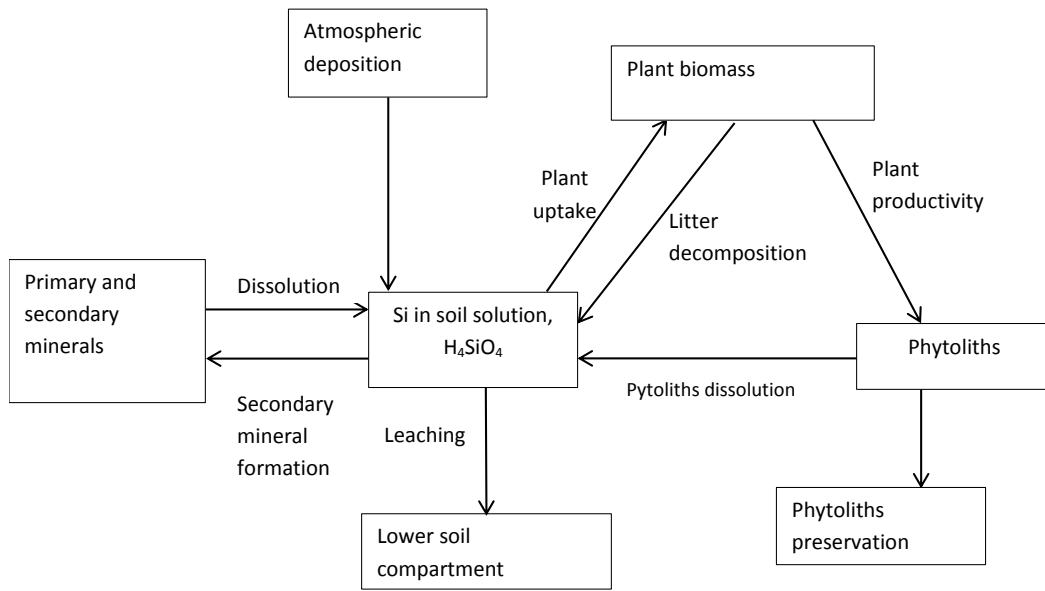 Atmospheric
deposition
Plant biomass
Plant
uptake
Litter
decomposition
Plant
productivity
Primary and
secondary
minerals
Dissolution
Si in soil solution,
H₄SiO₄
Phytoliths
Pytoliths dissolution
Secondary
mineral
formation
Leaching
Lower soil
compartment
Phytoliths
preservation